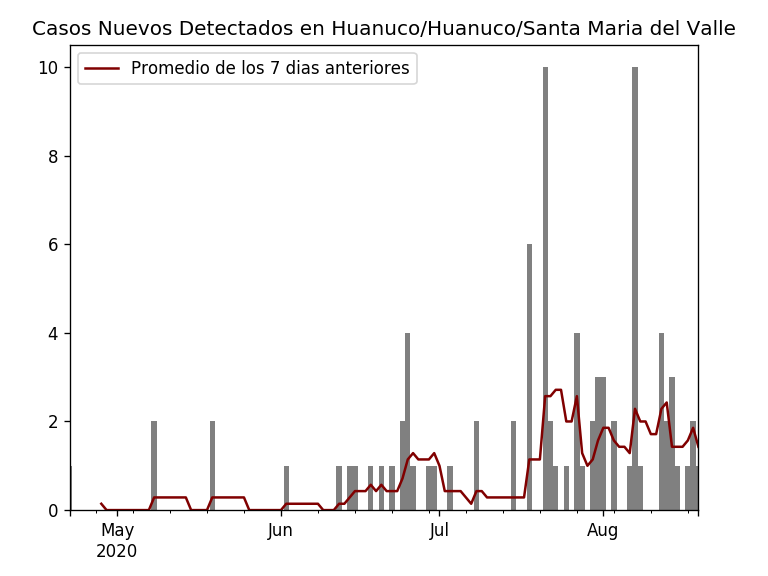 Casos Nuevos Detectados en Huanuco/Huanuco/Santa Maria del Valle
Promedio de los 7 dias anteriores
10
8
6
4
2
0
May Jun Jul Aug
2020